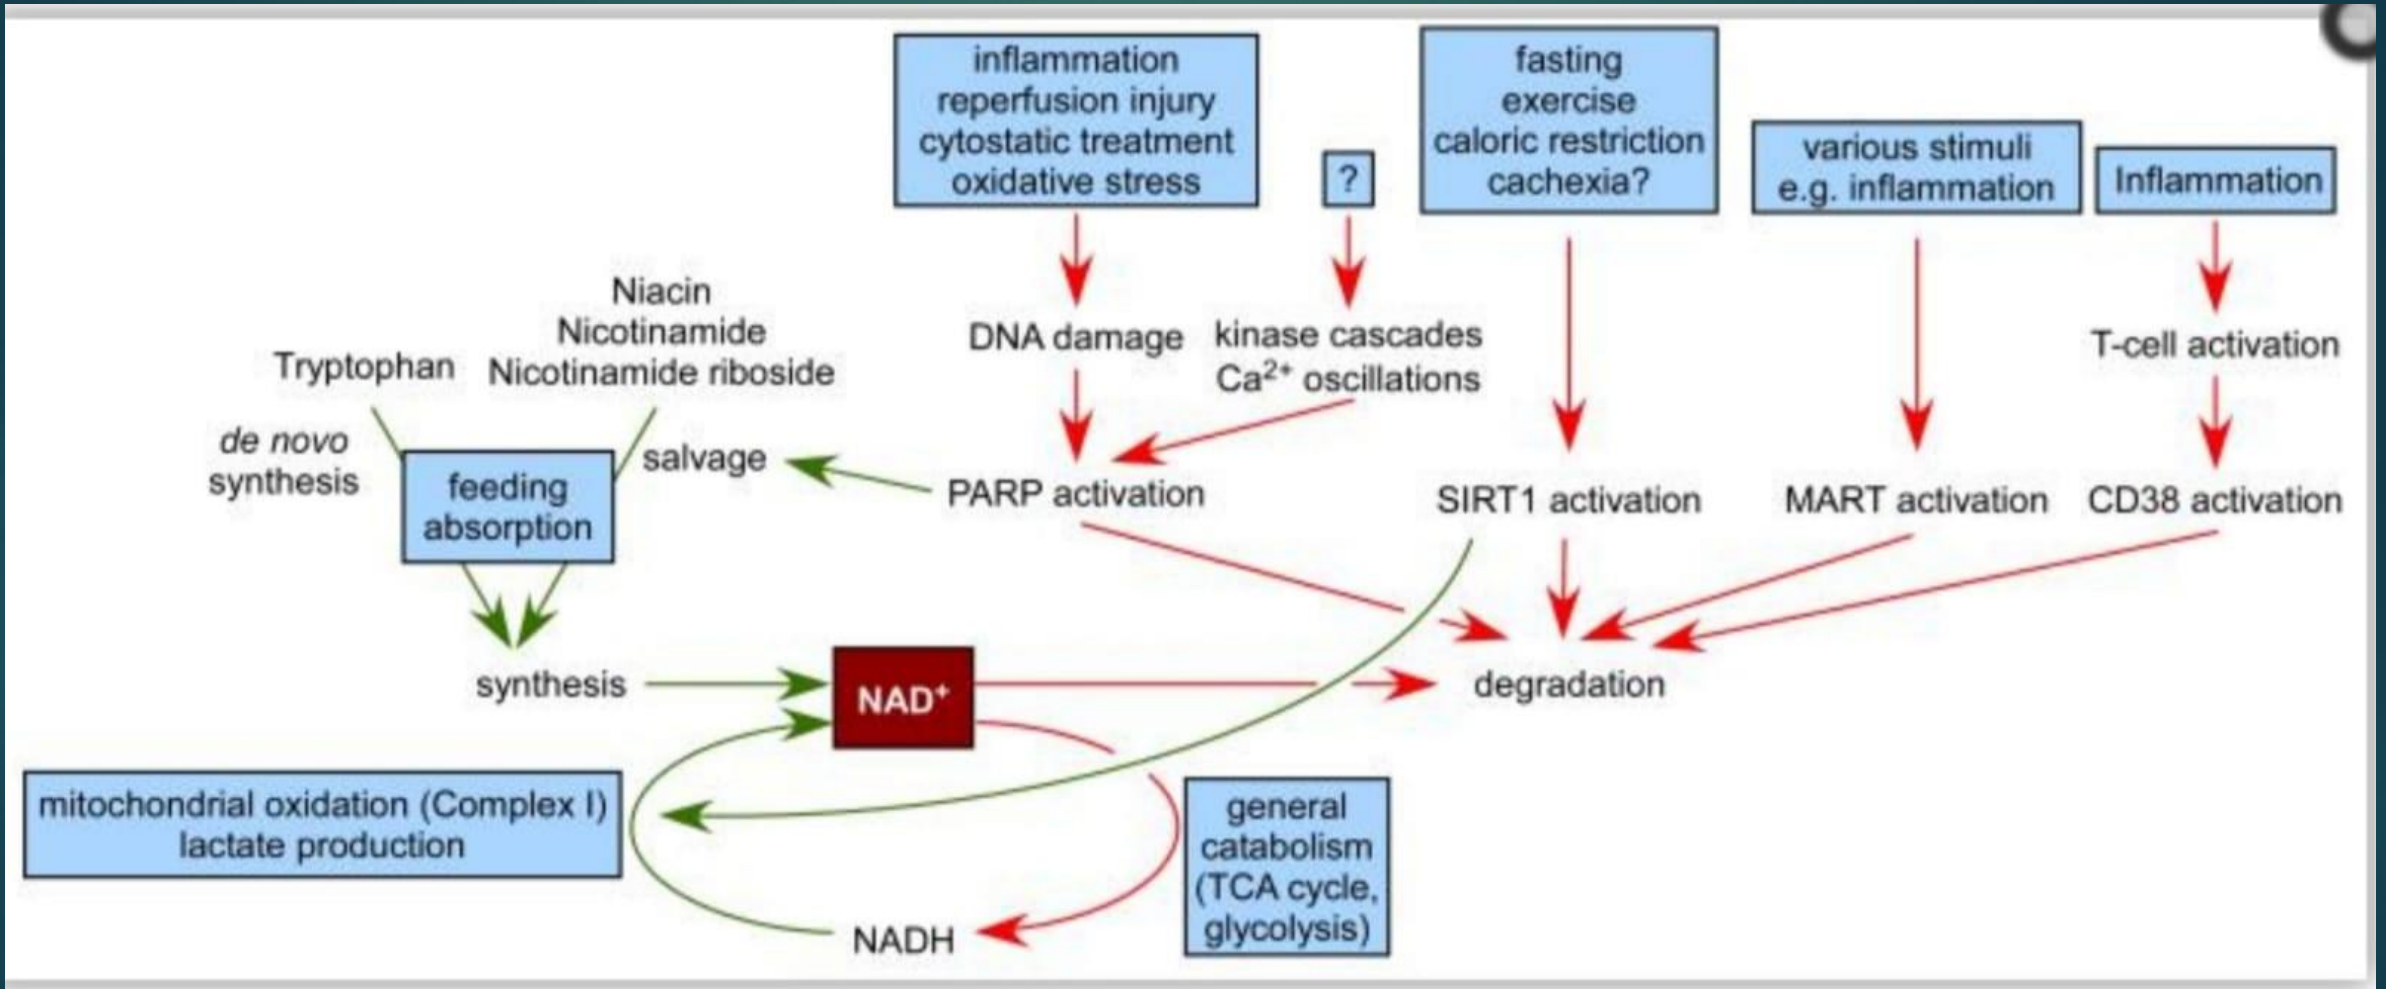 inflammation
reperfusion injury
cytostatic treatment
oxidative stress
?
fasting
exercise
caloric restriction
cachexia?
various stimuli
e.g. inflammation
Inflammation
Niacin
Nicotinamide
Nicotinamide riboside
Tryptophan
de novo
synthesis
feeding
absorption
salvage
DNA damage
kinase cascades
Ca²⁺ oscillations
T-cell activation
PARP activation
SIRT1 activation
MART activation
CD38 activation
synthesis
NAD⁺
degradation
mitochondrial oxidation (Complex I)
lactate production
general
catabolism
(TCA cycle,
glycolysis)
NADH